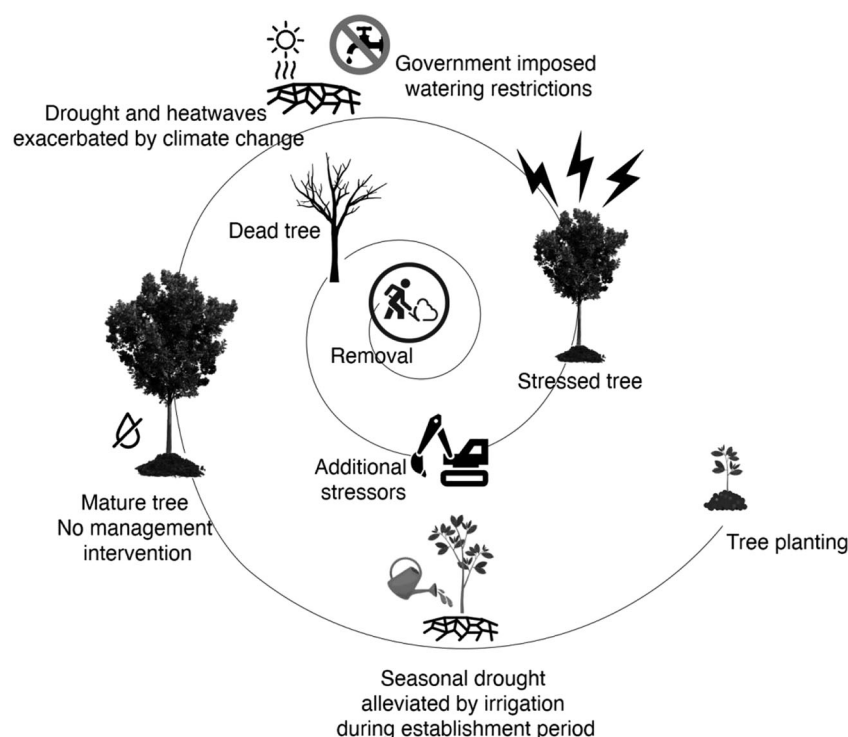 Government imposed
watering restrictions
Drought and heatwaves
exacerbated by climate change
Dead tree
Removal
Stressed tree
Additional
stressors
Mature tree
No management
intervention
Tree planting
Seasonal drought
alleviated by irrigation
during establishment period